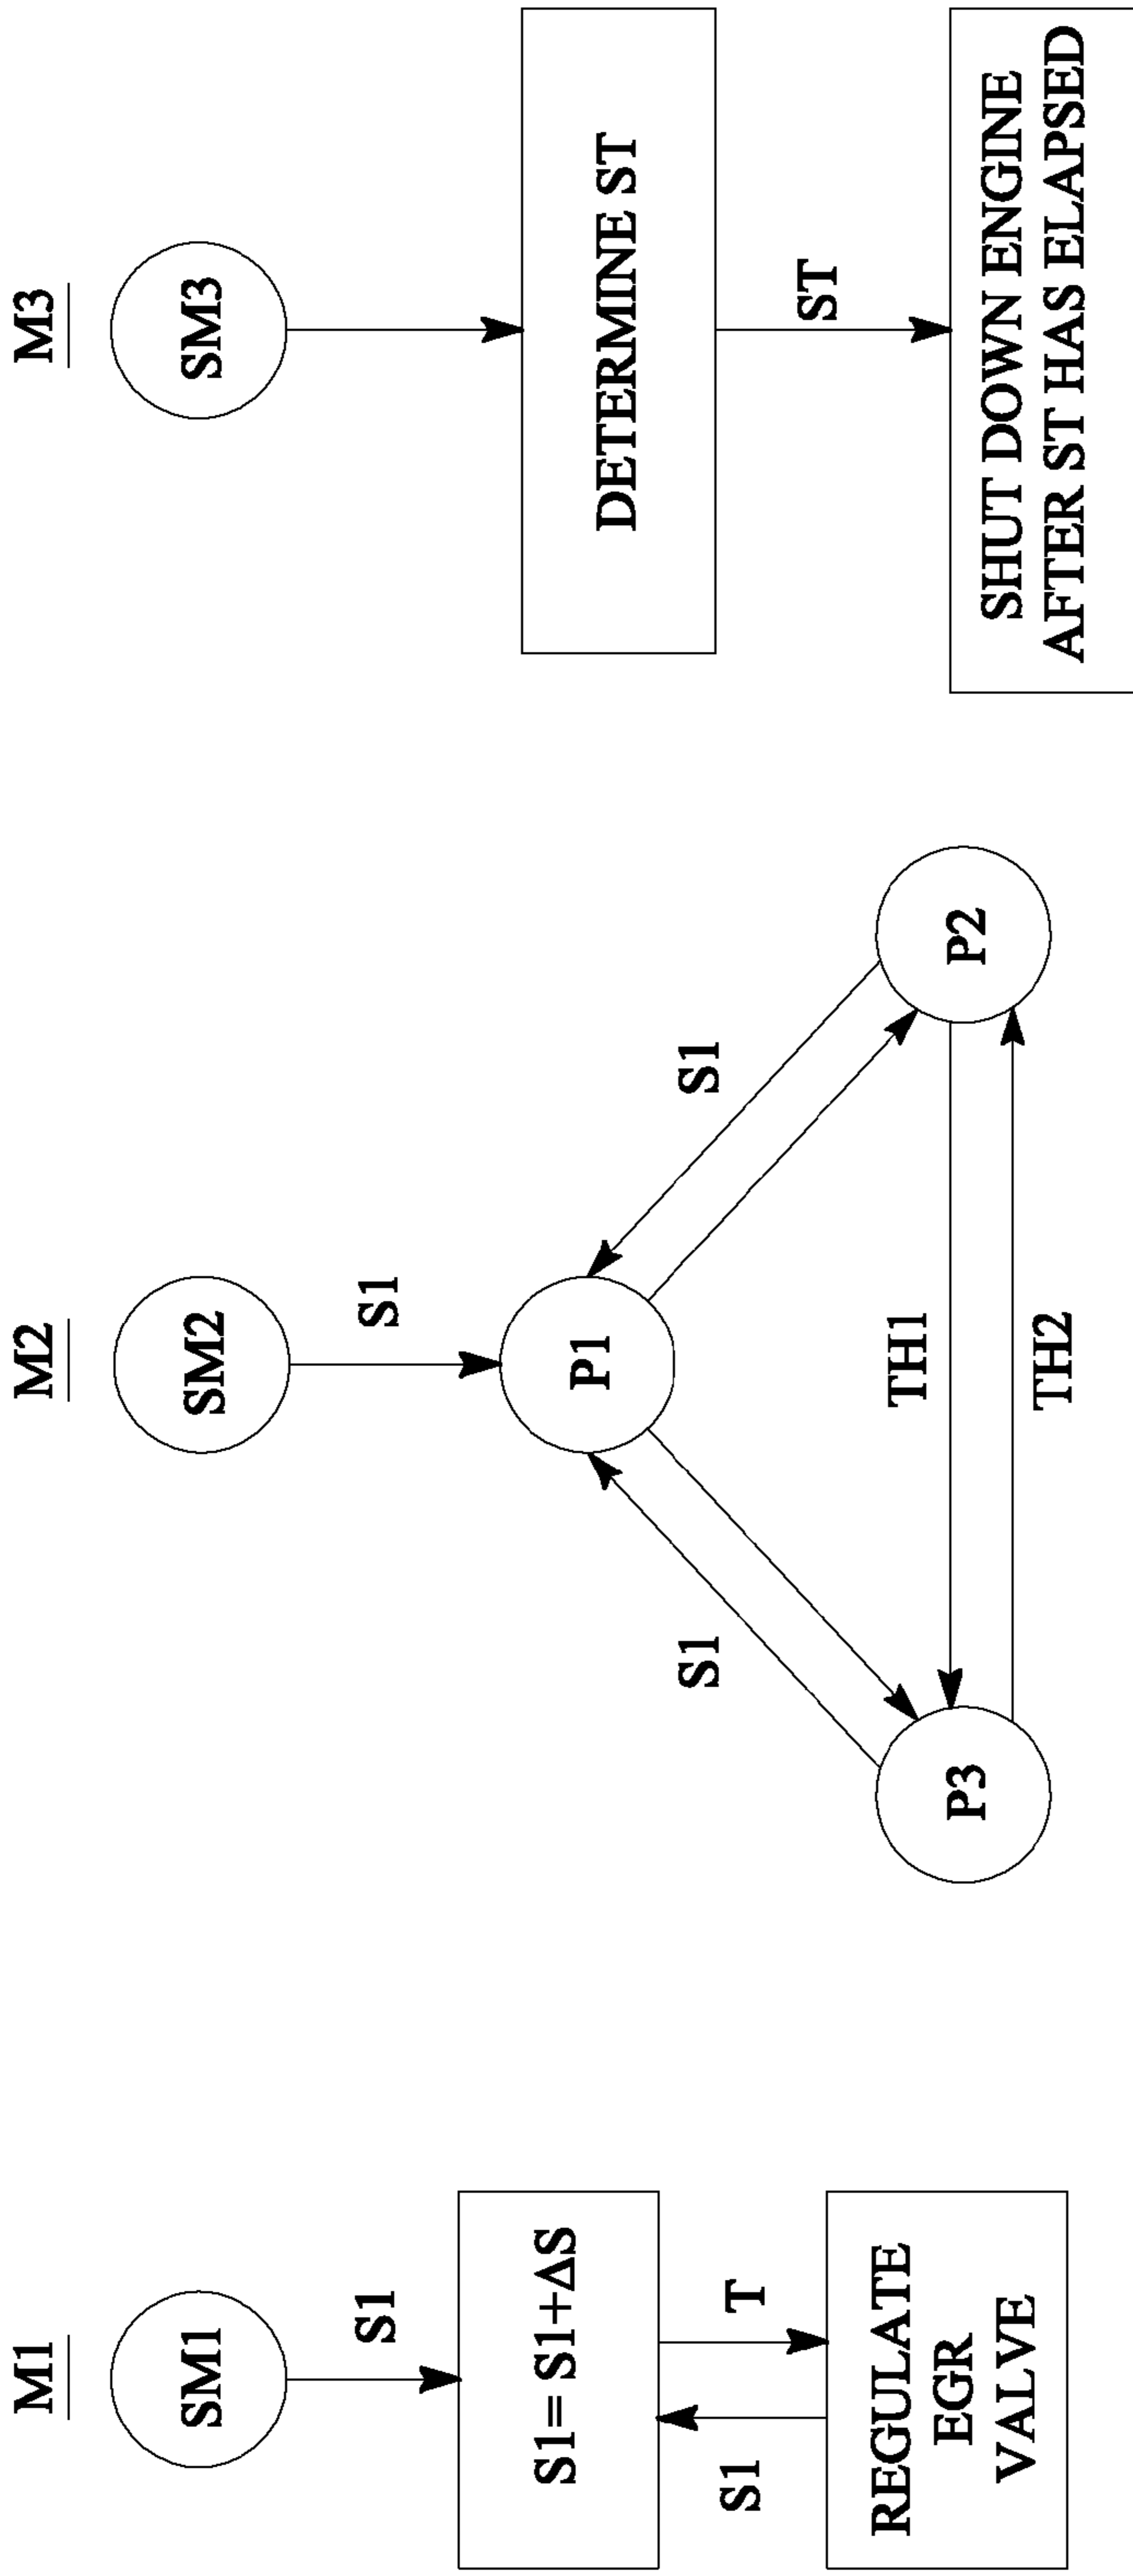 M1
SM1
S1
S1= S1+ΔS
S1
T
REGULATE
EGR
VALVE
M2
SM2
S1
P1
S1
S1
TH1
TH2
P3
P2
M3
SM3
DETERMINE ST
ST
SHUT DOWN ENGINE
AFTER ST HAS ELAPSED